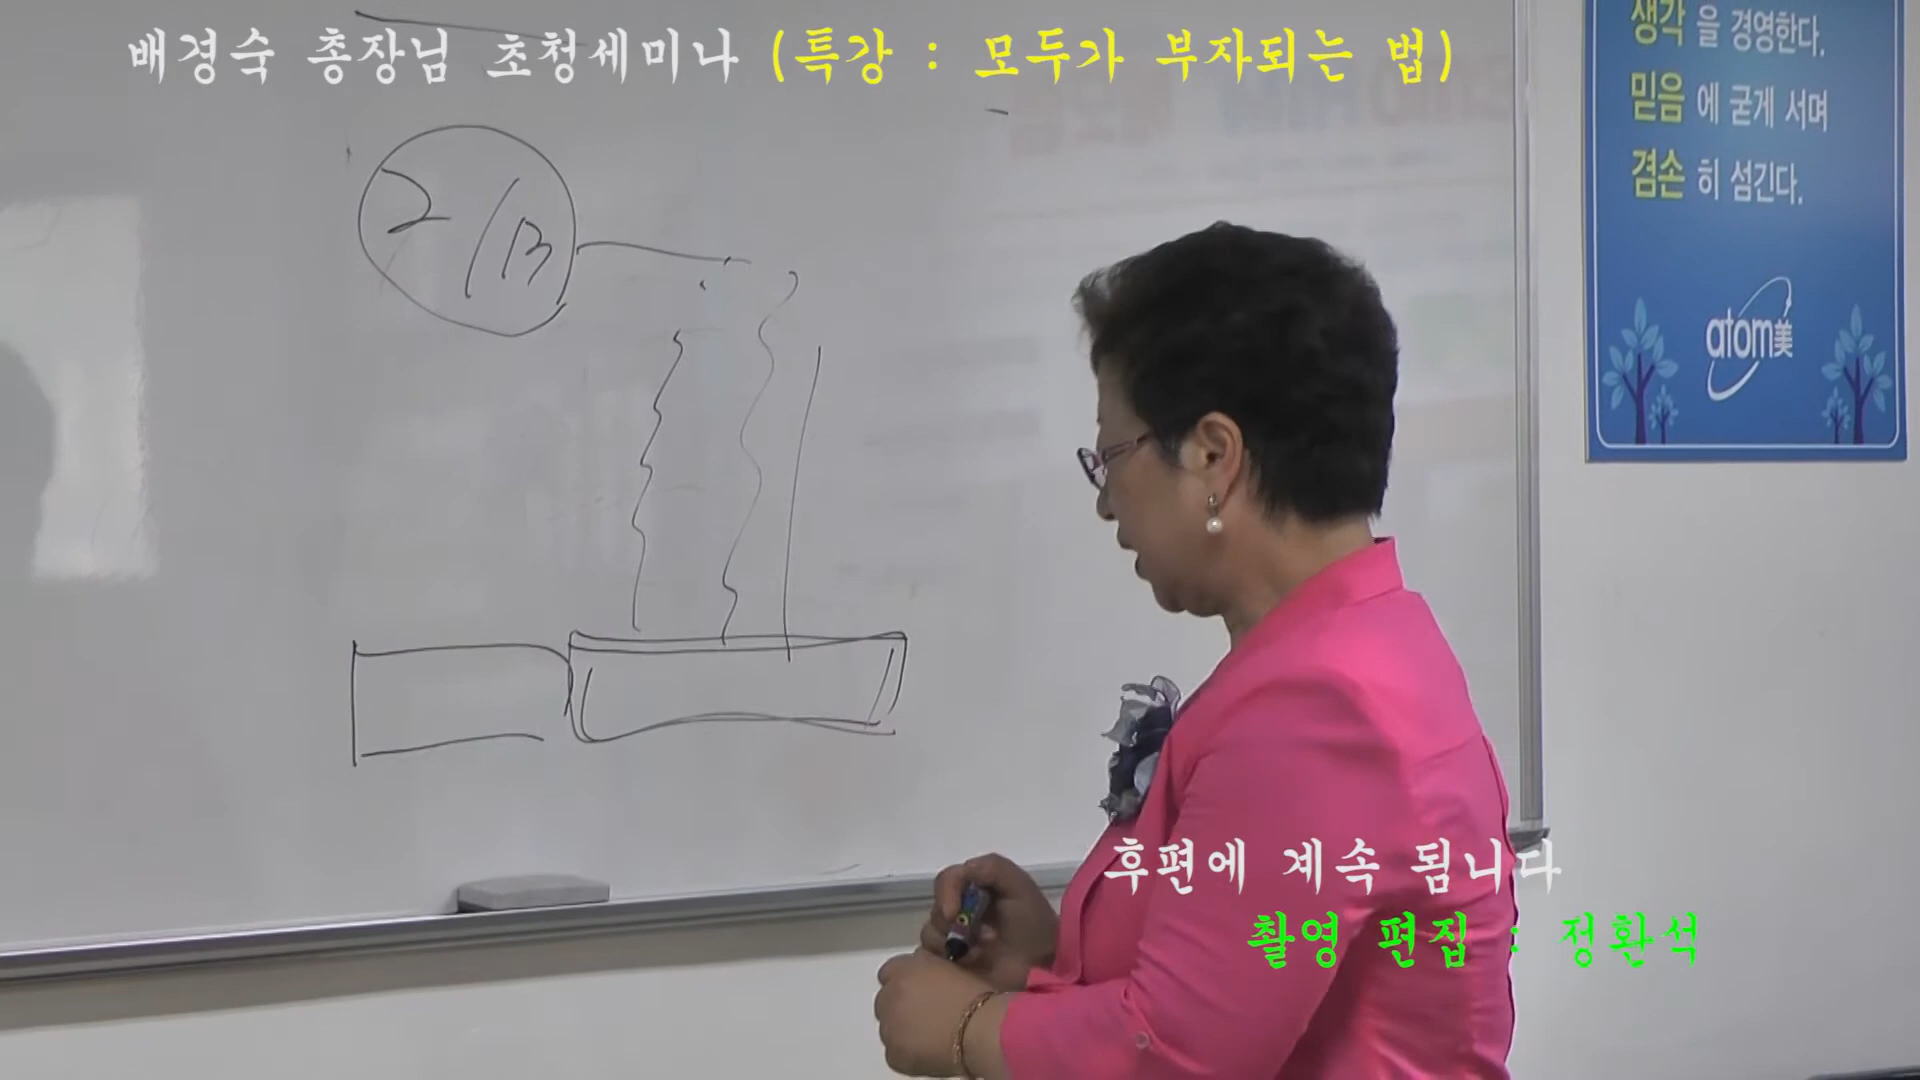 배경숙 총장님 초청세미나 (특강 : 모두가 부자되는 법)
생각 을 경영한다.
믿음 에 굳게 서며
겸손 히 섬긴다.
atom美
2/13
후편에 계속 됩니다
촬영 편집 : 정환석